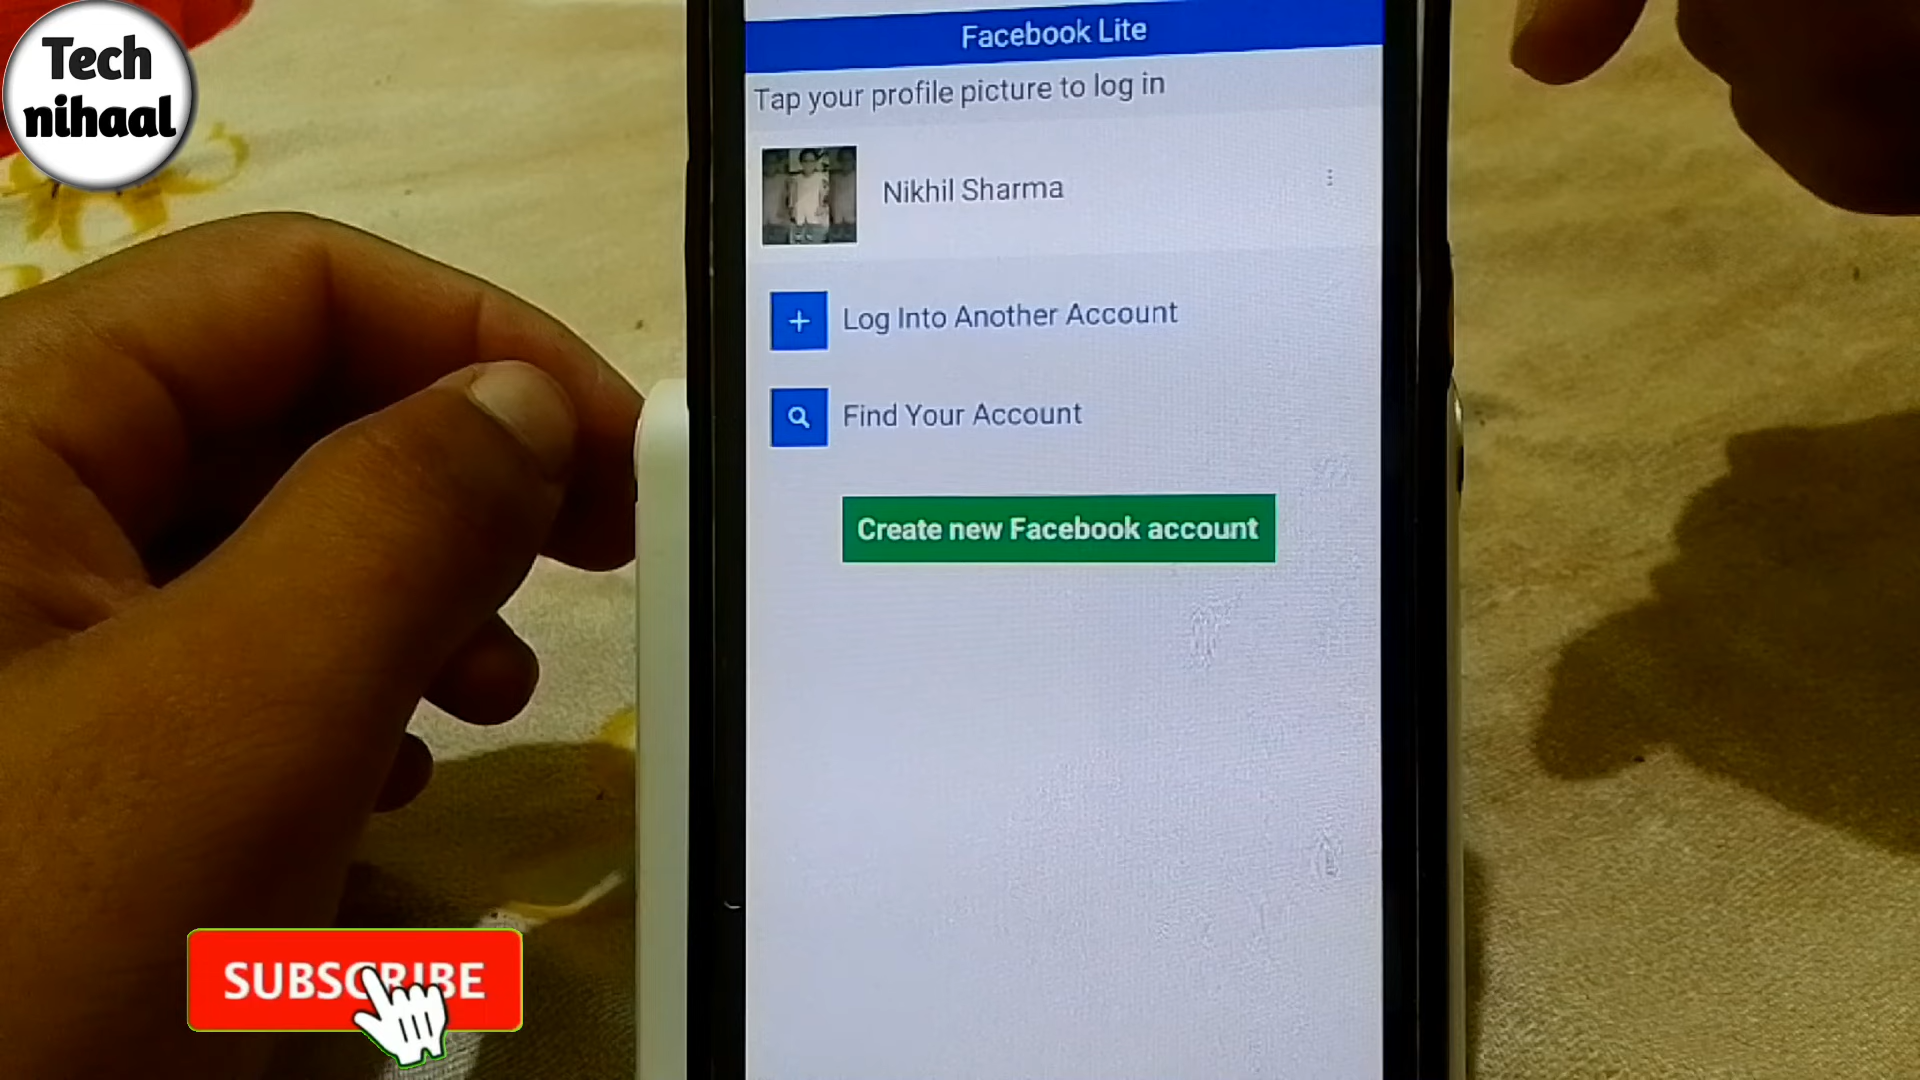 Tech
nihaal
Facebook Lite
Tap your profile picture to log in
Nikhil Sharma
Log Into Another Account
Find Your Account
Create new Facebook account
SUBSCRIBE